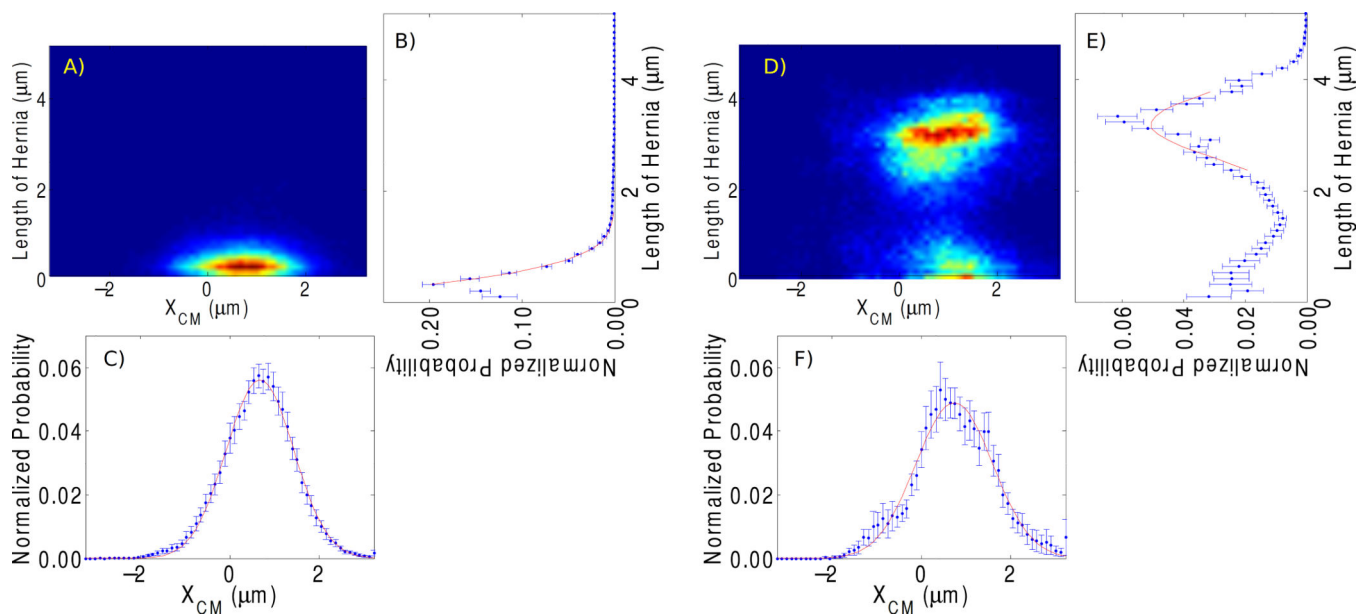 A)
Length of Hernia (μm)
4
2
0
−2
0
2
X_CM (μm)
B)
4
2
0
Length of Hernia (μm)
0.20
0.10
0.00
Normalized Probability
C)
Normalized Probability
0.06
0.04
0.02
0.00
−2
0
2
X_CM (μm)
D)
Length of Hernia (μm)
4
2
0
−2
0
2
X_CM (μm)
E)
4
2
0
Length of Hernia (μm)
0.06
0.04
0.02
0.00
Normalized Probability
F)
Normalized Probability
0.06
0.04
0.02
0.00
−2
0
2
X_CM (μm)